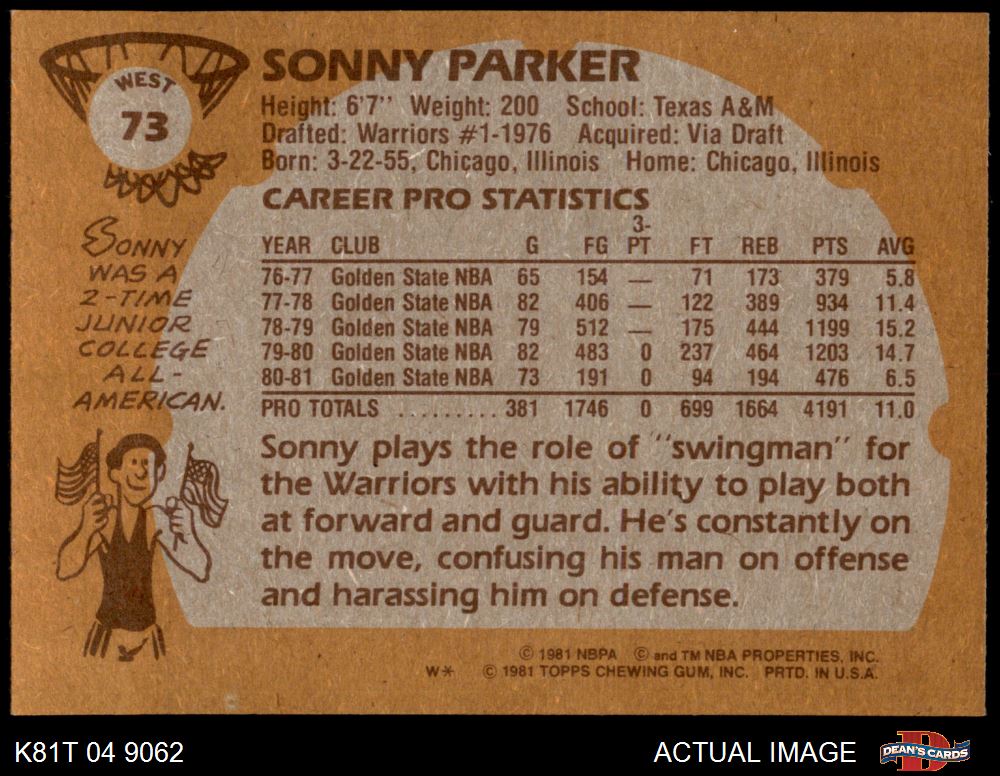 WEST
73
SONNY PARKER
Height: 6'7" Weight: 200 School: Texas A&M
Drafted: Warriors #1-1976 Acquired: Via Draft
Born: 3-22-55, Chicago, Illinois Home: Chicago, Illinois
CAREER PRO STATISTICS
YEAR CLUB G FG 3-PT FT REB PTS AVG
76-77 Golden State NBA 65 154 — 71 173 379 5.8
77-78 Golden State NBA 82 406 — 122 389 934 11.4
78-79 Golden State NBA 79 512 — 175 444 1199 15.2
79-80 Golden State NBA 82 483 0 237 464 1203 14.7
80-81 Golden State NBA 73 191 0 94 194 476 6.5
PRO TOTALS ......... 381 1746 0 699 1664 4191 11.0
SONNY
WAS A
2-TIME
JUNIOR
COLLEGE
ALL-
AMERICAN.
Sonny plays the role of "swingman" for
the Warriors with his ability to play both
at forward and guard. He's constantly on
the move, confusing his man on offense
and harassing him on defense.
© 1981 NBPA © and TM NBA PROPERTIES, INC.
W* © 1981 TOPPS CHEWING GUM, INC. PRTD. IN U.S.A.
K81T 04 9062
ACTUAL IMAGE
D
DEAN'S CARDS